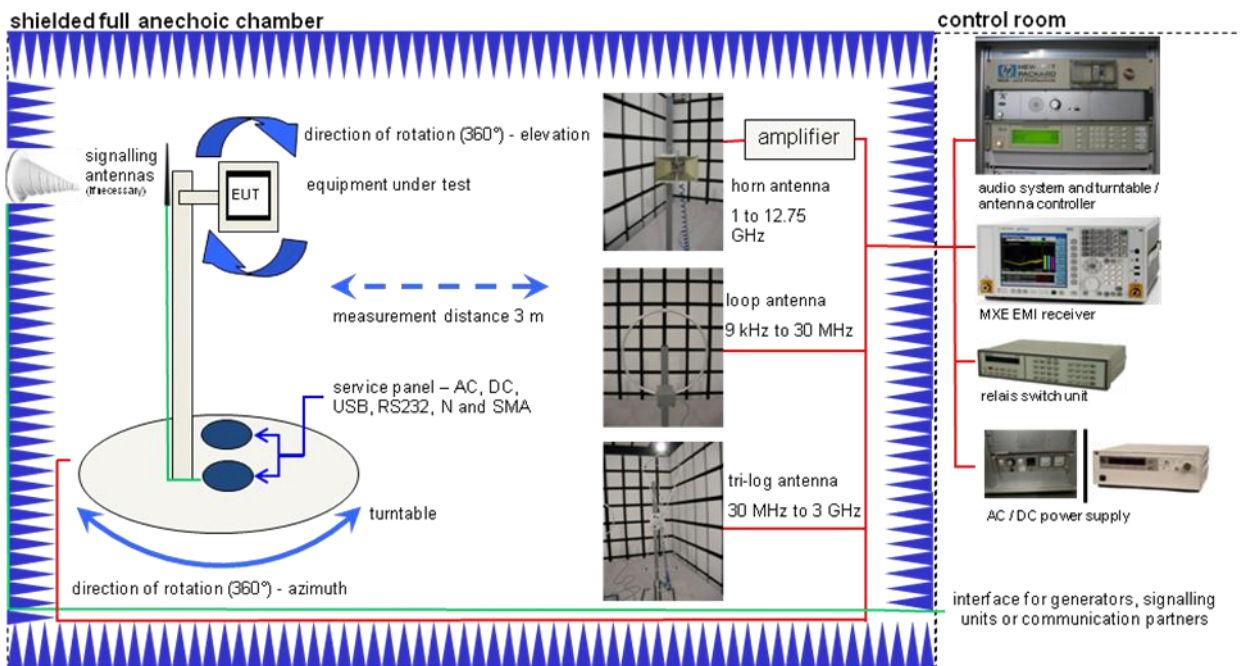 shielded full anechoic chamber
control room
signalling
antennas
(if necessary)
direction of rotation (360°) - elevation
equipment under test
EUT
measurement distance 3 m
service panel – AC, DC,
USB, RS232, N and SMA
turntable
direction of rotation (360°) - azimuth
amplifier
horn antenna
1 to 12.75
GHz
loop antenna
9 kHz to 30 MHz
tri-log antenna
30 MHz to 3 GHz
HEWLETT
PACKARD
audio system and turntable /
antenna controller
MXE EMI receiver
relais switch unit
AC / DC power supply
interface for generators, signalling
units or communication partners